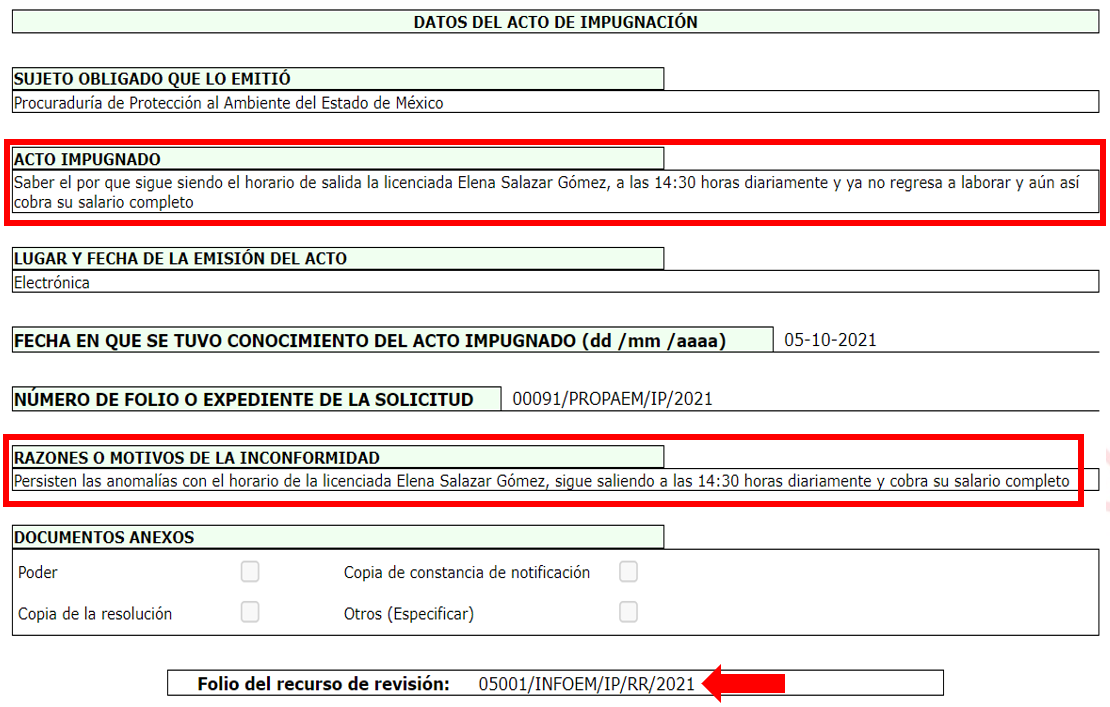 DATOS DEL ACTO DE IMPUGNACIÓN
SUJETO OBLIGADO QUE LO EMITIÓ
Procuraduría de Protección al Ambiente del Estado de México
ACTO IMPUGNADO
Saber el por que sigue siendo el horario de salida la licenciada Elena Salazar Gómez, a las 14:30 horas diariamente y ya no regresa a laborar y aún así
cobra su salario completo
LUGAR Y FECHA DE LA EMISIÓN DEL ACTO
Electrónica
FECHA EN QUE SE TUVO CONOCIMIENTO DEL ACTO IMPUGNADO (dd /mm /aaaa) 05-10-2021
NÚMERO DE FOLIO O EXPEDIENTE DE LA SOLICITUD 00091/PROPAEM/IP/2021
RAZONES O MOTIVOS DE LA INCONFORMIDAD
Persisten las anomalías con el horario de la licenciada Elena Salazar Gómez, sigue saliendo a las 14:30 horas diariamente y cobra su salario completo
DOCUMENTOS ANEXOS
Poder Copia de constancia de notificación
Copia de la resolución Otros (Especificar)
Folio del recurso de revisión: 05001/INFOEM/IP/RR/2021